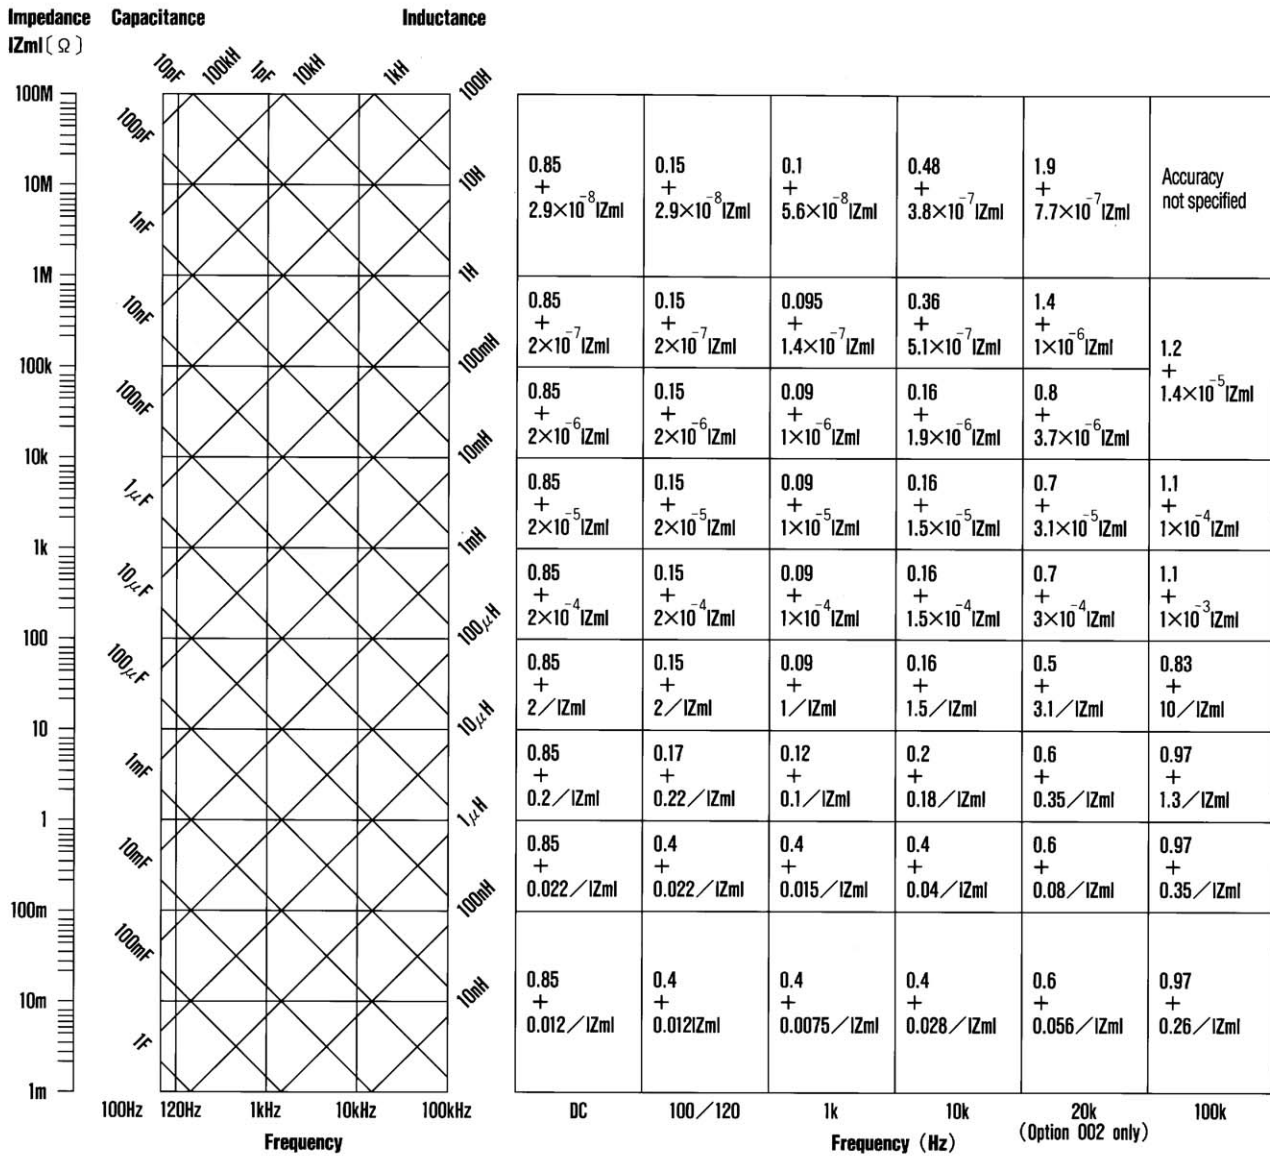 Impedance Capacitance Inductance
|Zm|(Ω)
10pF 100kH 1pF 10kH 1kH 100H
100M
10M
1M
100k
10k
1k
100
10
1
100m
10m
1m
100pF
1nF
10nF
100nF
1μF
10μF
100μF
1mF
10mF
100mF
1F
10H
1H
100mH
10mH
1mH
100μH
10μH
1μH
100nH
10nH
100Hz 120Hz 1kHz 10kHz 100kHz
Frequency
0.85 0.15 0.1 0.48 1.9 Accuracy
+ + + + + not specified
2.9×10⁻⁸|Zm| 2.9×10⁻⁸|Zm| 5.6×10⁻⁸|Zm| 3.8×10⁻⁷|Zm| 7.7×10⁻⁷|Zm|
0.85 0.15 0.095 0.36 1.4
+ + + + +
2×10⁻⁷|Zm| 2×10⁻⁷|Zm| 1.4×10⁻⁷|Zm| 5.1×10⁻⁷|Zm| 1×10⁻⁶|Zm|
1.2
+
1.4×10⁻⁵|Zm|
0.85 0.15 0.09 0.16 0.8
+ + + + +
2×10⁻⁶|Zm| 2×10⁻⁶|Zm| 1×10⁻⁶|Zm| 1.9×10⁻⁶|Zm| 3.7×10⁻⁶|Zm|
0.85 0.15 0.09 0.16 0.7 1.1
+ + + + + +
2×10⁻⁵|Zm| 2×10⁻⁵|Zm| 1×10⁻⁵|Zm| 1.5×10⁻⁵|Zm| 3.1×10⁻⁵|Zm| 1×10⁻⁴|Zm|
0.85 0.15 0.09 0.16 0.7 1.1
+ + + + + +
2×10⁻⁴|Zm| 2×10⁻⁴|Zm| 1×10⁻⁴|Zm| 1.5×10⁻⁴|Zm| 3×10⁻⁴|Zm| 1×10⁻³|Zm|
0.85 0.15 0.09 0.16 0.5 0.83
+ + + + + +
2/|Zm| 2/|Zm| 1/|Zm| 1.5/|Zm| 3.1/|Zm| 10/|Zm|
0.85 0.17 0.12 0.2 0.6 0.97
+ + + + + +
0.2/|Zm| 0.22/|Zm| 0.1/|Zm| 0.18/|Zm| 0.35/|Zm| 1.3/|Zm|
0.85 0.4 0.4 0.4 0.6 0.97
+ + + + + +
0.022/|Zm| 0.022/|Zm| 0.015/|Zm| 0.04/|Zm| 0.08/|Zm| 0.35/|Zm|
0.85 0.4 0.4 0.4 0.6 0.97
+ + + + + +
0.012/|Zm| 0.012|Zm| 0.0075/|Zm| 0.028/|Zm| 0.056/|Zm| 0.26/|Zm|
DC 100/120 1k 10k 20k 100k
(Option 002 only)
Frequency (Hz)